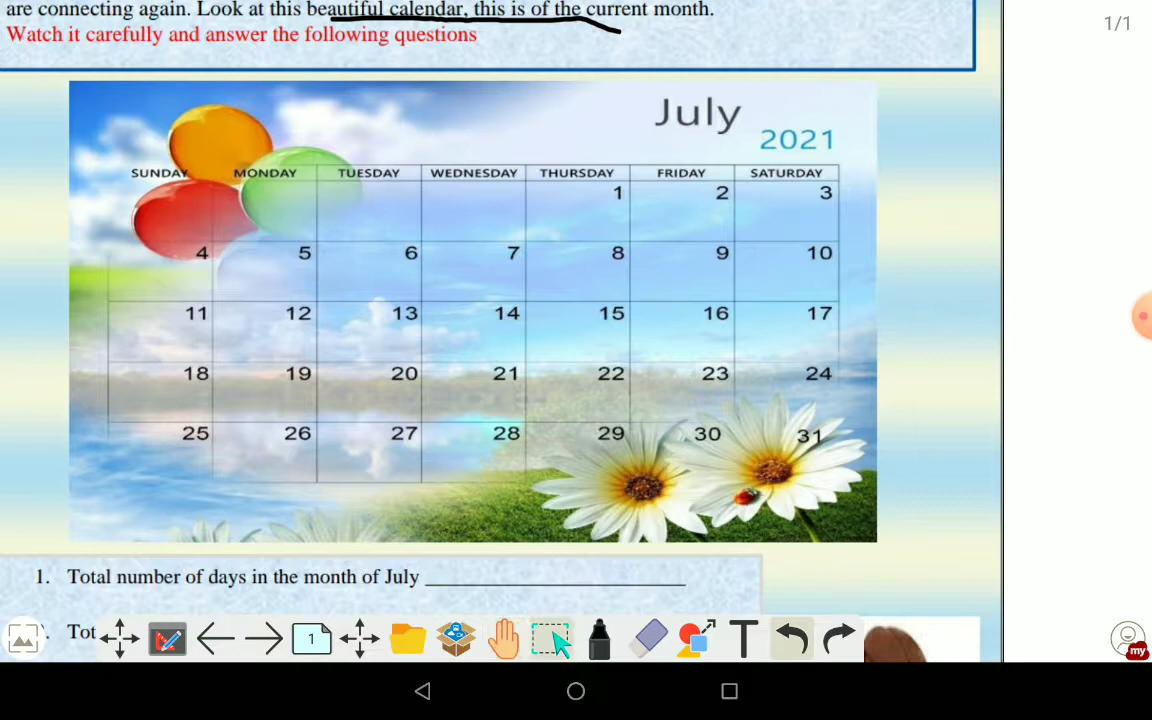 are connecting again. Look at this beautiful calendar, this is of the current month.
Watch it carefully and answer the following questions
1/1
July
2021
SUNDAY MONDAY TUESDAY WEDNESDAY THURSDAY FRIDAY SATURDAY
1 2 3
4 5 6 7 8 9 10
11 12 13 14 15 16 17
18 19 20 21 22 23 24
25 26 27 28 29 30 31
1. Total number of days in the month of July __________________________
Tot
1
T
my